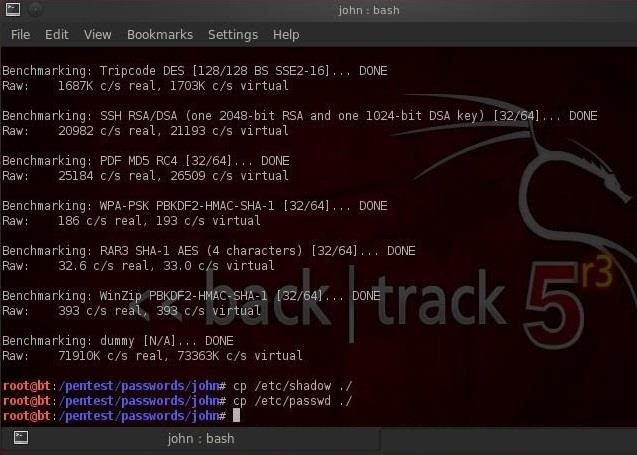 john : bash
File Edit View Bookmarks Settings Help
Benchmarking: Tripcode DES [128/128 BS SSE2-16]... DONE
Raw: 1687K c/s real, 1703K c/s virtual
Benchmarking: SSH RSA/DSA (one 2048-bit RSA and one 1024-bit DSA key) [32/64]... DONE
Raw: 20982 c/s real, 21193 c/s virtual
Benchmarking: PDF MD5 RC4 [32/64]... DONE
Raw: 25184 c/s real, 26509 c/s virtual
Benchmarking: WPA-PSK PBKDF2-HMAC-SHA-1 [32/64]... DONE
Raw: 186 c/s real, 193 c/s virtual
Benchmarking: RAR3 SHA-1 AES (4 characters) [32/64]... DONE
Raw: 32.6 c/s real, 33.0 c/s virtual
Benchmarking: WinZip PBKDF2-HMAC-SHA-1 [32/64]... DONE
Raw: 393 c/s real, 393 c/s virtual
<< back | track 5 r3
Benchmarking: dummy [N/A]... DONE
Raw: 71910K c/s real, 73363K c/s virtual
root@bt:/pentest/passwords/john# cp /etc/shadow ./
root@bt:/pentest/passwords/john# cp /etc/passwd ./
root@bt:/pentest/passwords/john#
john : bash